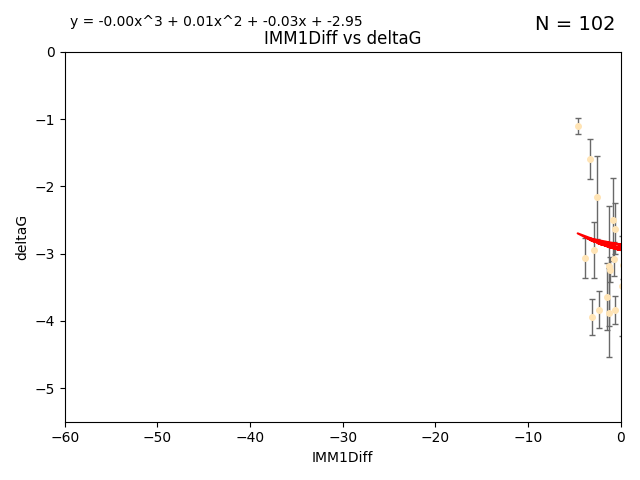 y = -0.00x^3 + 0.01x^2 + -0.03x + -2.95
N = 102
IMM1Diff vs deltaG
0
−1
−2
−3
−4
−5
deltaG
−60 −50 −40 −30 −20 −10 0
IMM1Diff